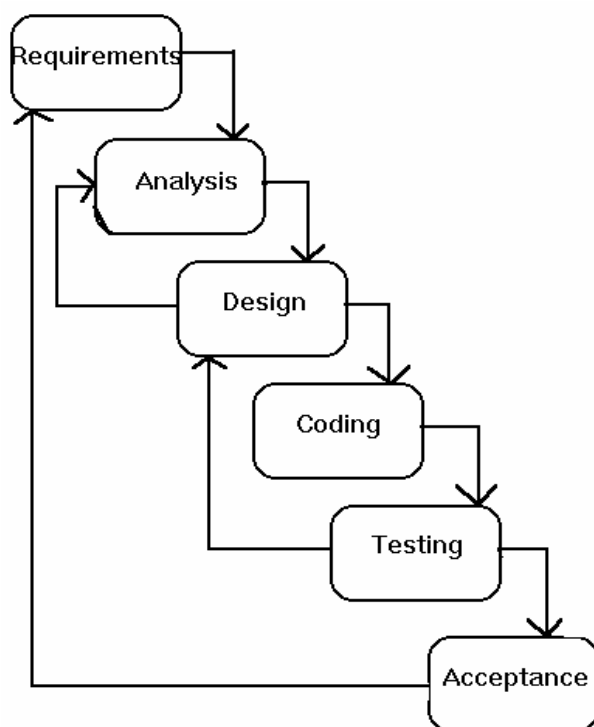 Requirements
Analysis
Design
Coding
Testing
Acceptance